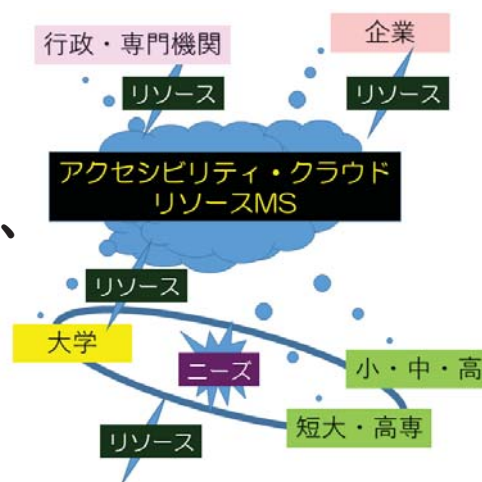 行政・専門機関
企業
リソース
リソース
アクセシビリティ・クラウド
リソースMS
、
リソース
大学
ニーズ
小・中・高
短大・高専
リソース